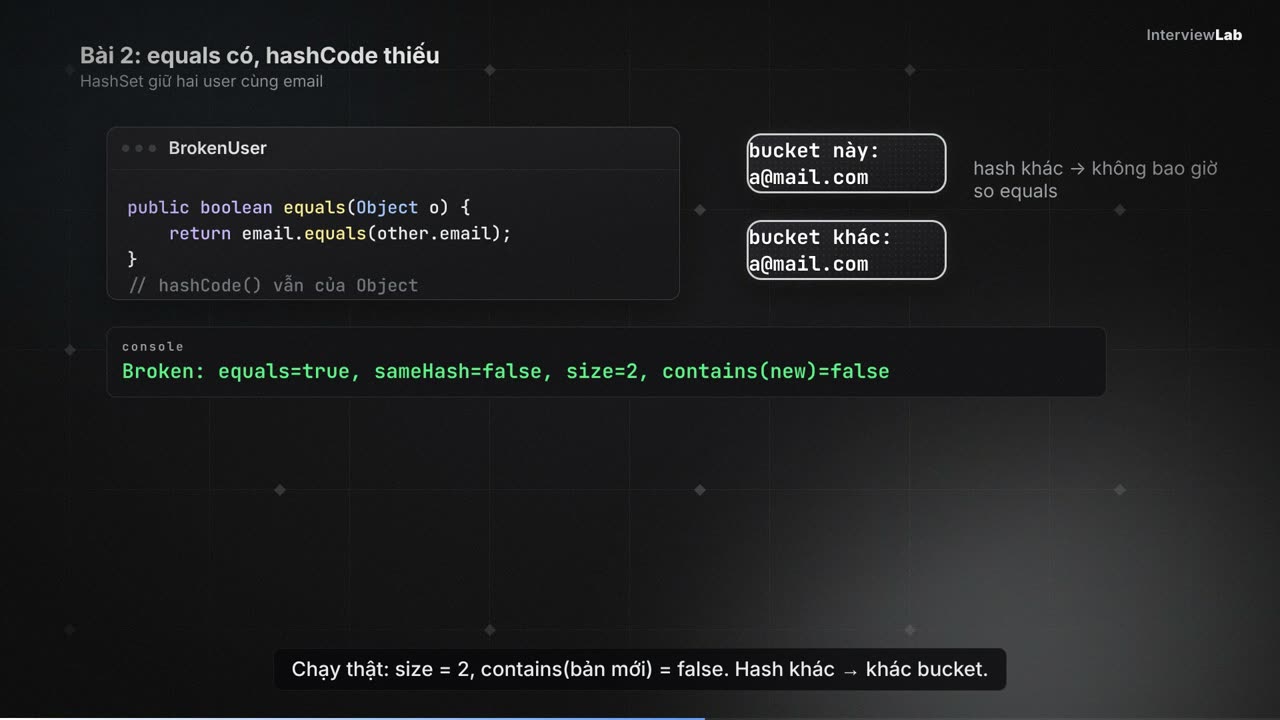 InterviewLab
Bài 2: equals có, hashCode thiếu
HashSet giữ hai user cùng email
BrokenUser
public boolean equals(Object o) {
    return email.equals(other.email);
}
// hashCode() vẫn của Object
bucket này:
a@mail.com
bucket khác:
a@mail.com
hash khác → không bao giờ
so equals
console
Broken: equals=true, sameHash=false, size=2, contains(new)=false
Chạy thật: size = 2, contains(bản mới) = false. Hash khác → khác bucket.